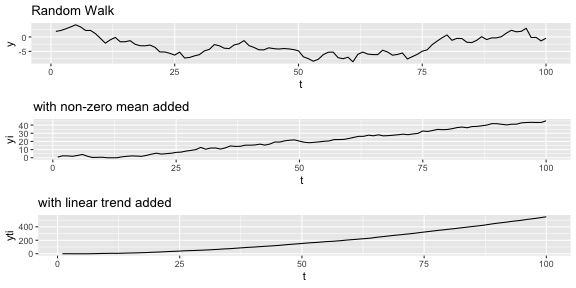 Random Walk
0
-5
y
0 25 50 75 100
t
with non-zero mean added
40
30
20
10
0
yi
0 25 50 75 100
t
with linear trend added
400
200
0
yti
0 25 50 75 100
t